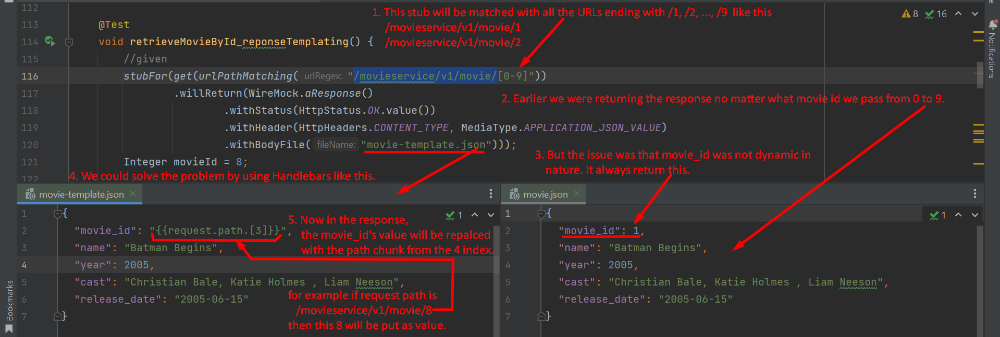 112
1. This stub will be matched with all the URLs ending with /1, /2, ..., /9 like this
8 16
113 @Test
/movieservice/v1/movie/1
114 void retrieveMovieById_reponseTemplating() {
/movieservice/v1/movie/2
115 //given
116 stubFor(get(urlPathMatching( urlRegex: "/movieservice/v1/movie/[0-9]"))
117 .willReturn(WireMock.aResponse()
2. Earlier we were returning the response no matter what movie id we pass from 0 to 9.
118 .withStatus(HttpStatus.OK.value())
119 .withHeader(HttpHeaders.CONTENT_TYPE, MediaType.APPLICATION_JSON_VALUE)
120 .withBodyFile( fileName: "movie-template.json")));
3. But the issue was that movie_id was not dynamic in
nature. It always return this.
121 Integer movieId = 8;
122
4. We could solve the problem by using Handlebars like this.
Notifications
movie-template.json
1 {
1
2 "movie_id": "{{request.path.[3]}}",
3 "name": "Batman Begins",
4 "year": 2005,
5 "cast": "Christian Bale, Katie Holmes , Liam Neeson",
6 "release_date": "2005-06-15"
7 }
5. Now in the response,
the movie_id's value will be repalced
with the path chunk from the 4 index.
for example if request path is
/movieservice/v1/movie/8
then this 8 will be put as value.
movie.json
1 {
1
2 "movie_id": 1,
3 "name": "Batman Begins",
4 "year": 2005,
5 "cast": "Christian Bale, Katie Holmes , Liam Neeson",
6 "release_date": "2005-06-15"
7 }
Bookmarks